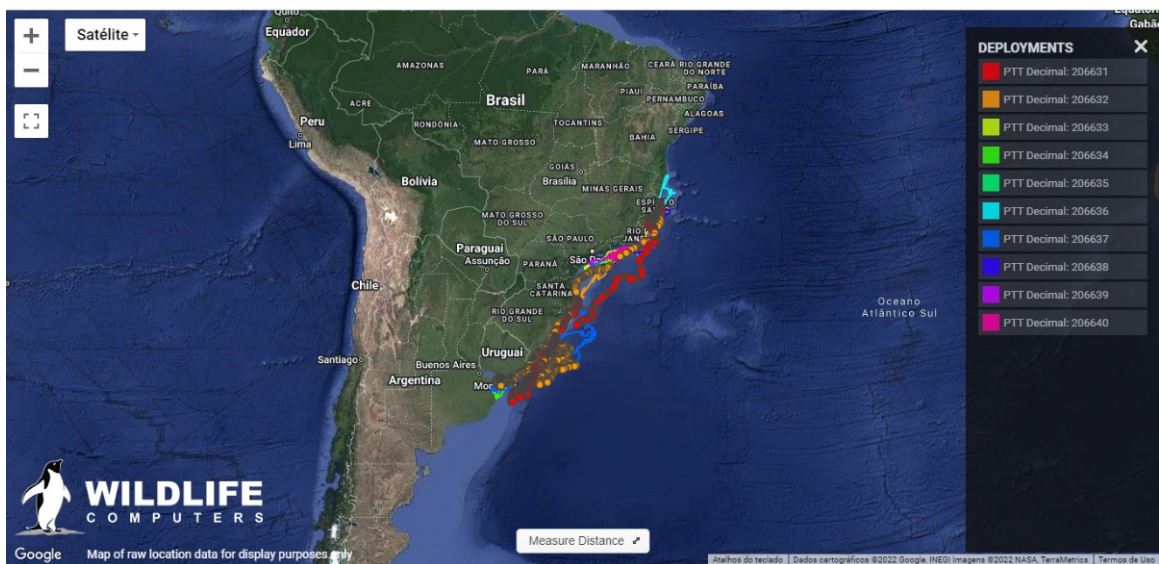 Quito
Equador
Equatorial
Gabão
+
Satélite
−
AMAZONAS
PARÁ
MARANHÃO
CEARÁ
RIO GRANDE
DO NORTE
PIAUÍ
PARAÍBA
PERNAMBUCO
ALAGOAS
SERGIPE
ACRE
Brasil
Peru
Lima
RONDÔNIA
TOCANTINS
BAHIA
MATO GROSSO
GOIÁS
Brasília
Bolívia
MINAS GERAIS
MATO GROSSO
DO SUL
SÃO PAULO
Paraguai
Assunção
PARANÁ
Chile
SANTA
CATARINA
RIO GRANDE
DO SUL
Oceano
Atlântico Sul
Santiago
Uruguai
Buenos Aires
Argentina
DEPLOYMENTS ×
PTT Decimal: 206631
PTT Decimal: 206632
PTT Decimal: 206633
PTT Decimal: 206634
PTT Decimal: 206635
PTT Decimal: 206636
PTT Decimal: 206637
PTT Decimal: 206638
PTT Decimal: 206639
PTT Decimal: 206640
WILDLIFE
COMPUTERS
Measure Distance
Google
Map of raw location data for display purposes only
Atalhos do teclado
Dados cartográficos ©2022 Google, INEGI Imagens ©2022 NASA, TerraMetrics
Termos de Uso